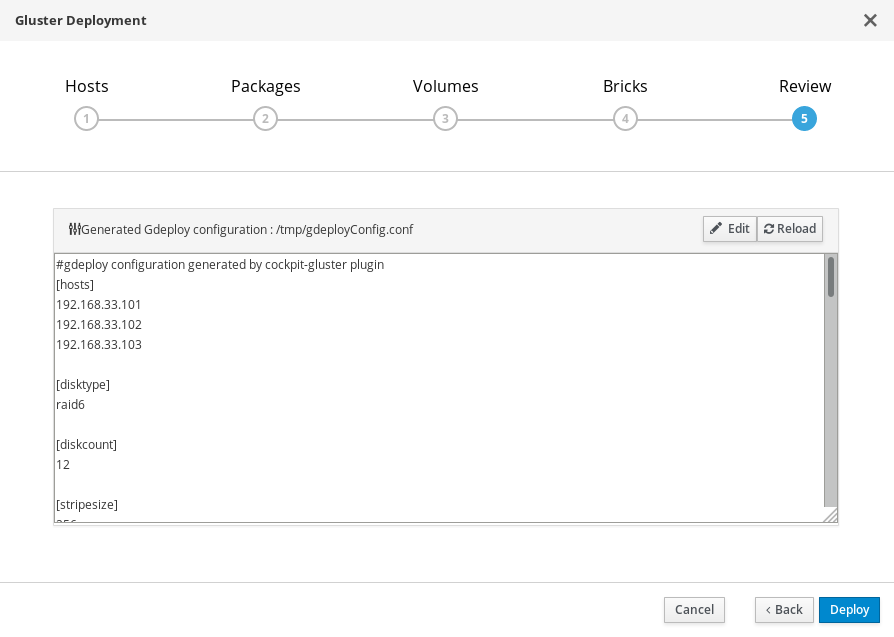 Gluster Deployment
Hosts Packages Volumes Bricks Review
1 2 3 4 5
Generated Gdeploy configuration : /tmp/gdeployConfig.conf Edit Reload
#gdeploy configuration generated by cockpit-gluster plugin
[hosts]
192.168.33.101
192.168.33.102
192.168.33.103
[disktype]
raid6
[diskcount]
12
[stripesize]
Cancel Back Deploy